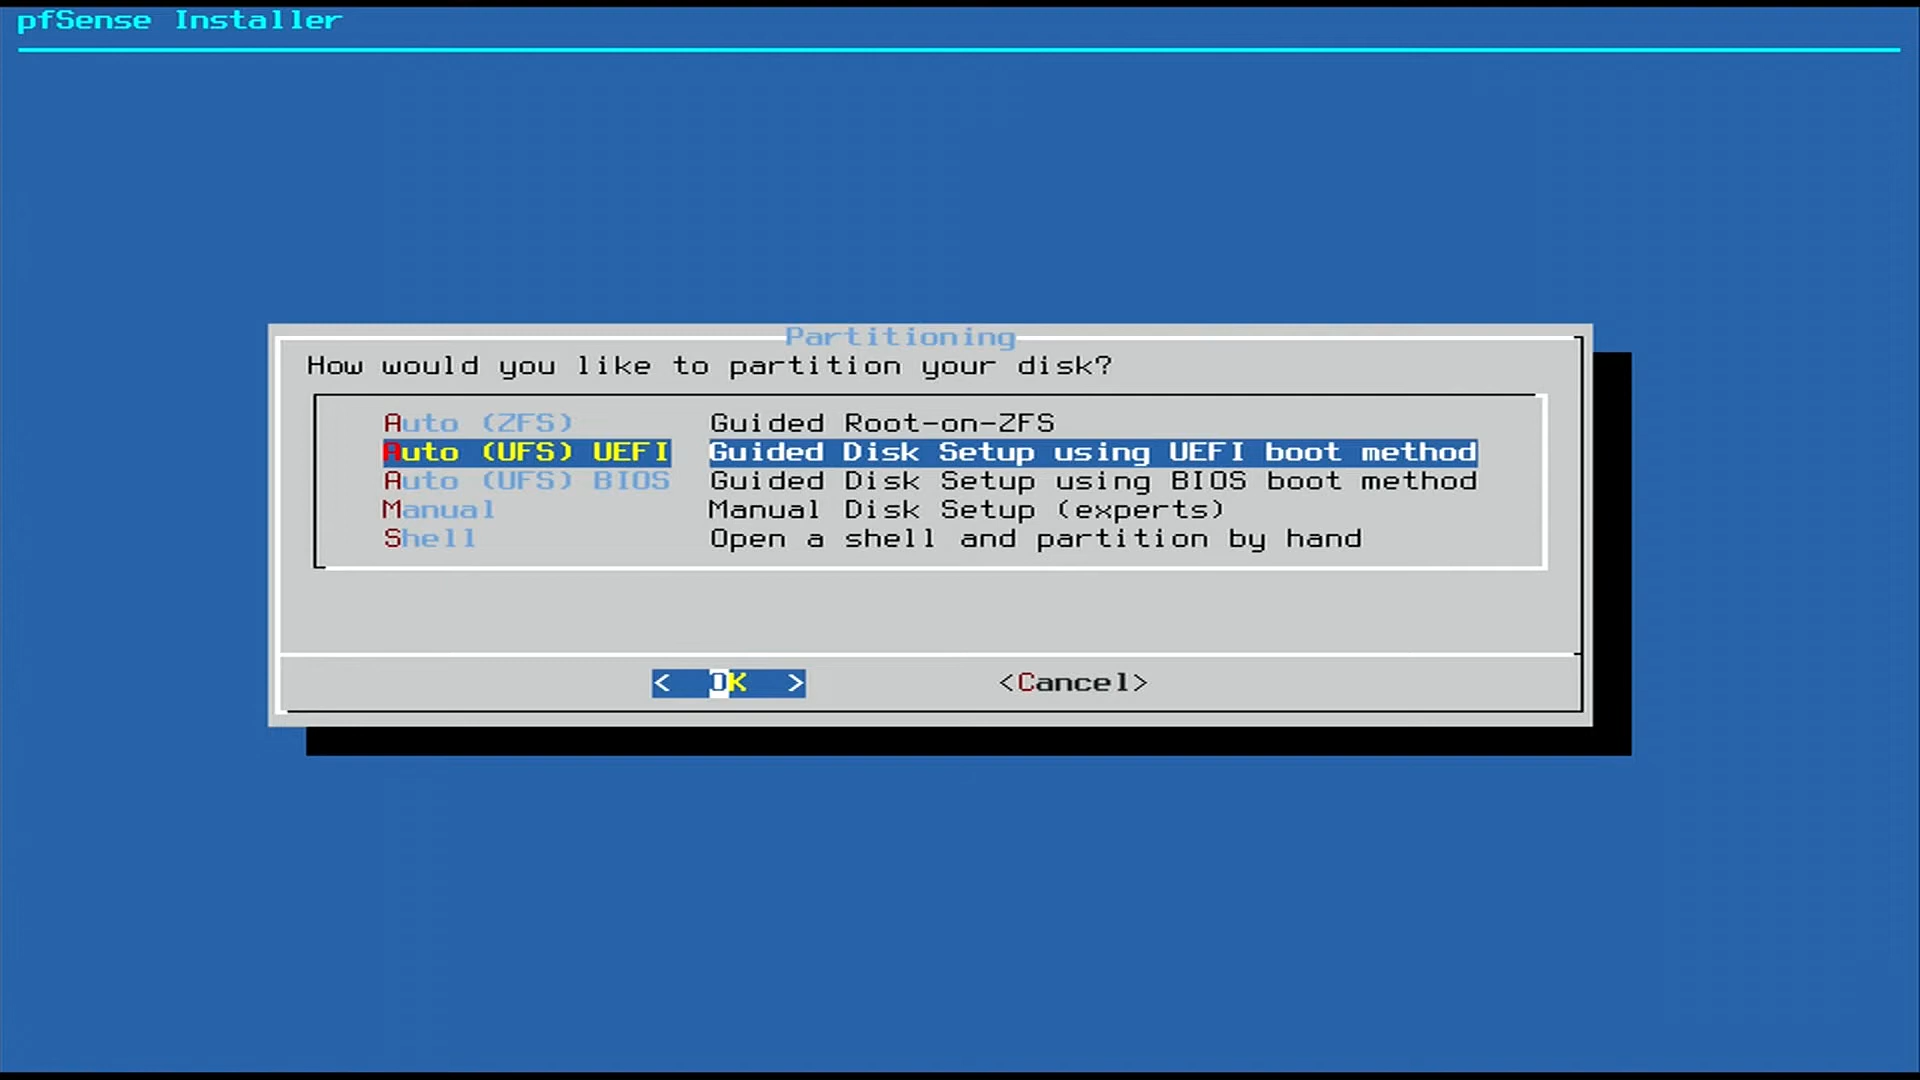 pfSense Installer
Partitioning
How would you like to partition your disk?
Auto (ZFS) Guided Root-on-ZFS
Auto (UFS) UEFI Guided Disk Setup using UEFI boot method
Auto (UFS) BIOS Guided Disk Setup using BIOS boot method
Manual Manual Disk Setup (experts)
Shell Open a shell and partition by hand
< OK > <Cancel>